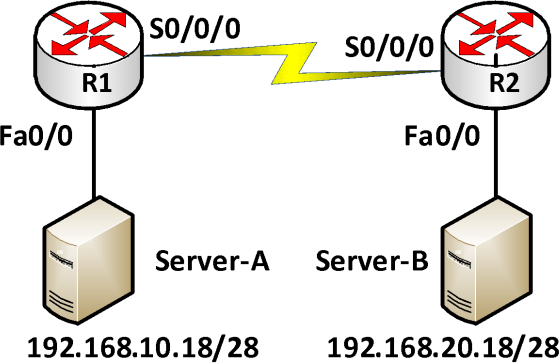 S0/0/0
S0/0/0
R1
R2
Fa0/0
Fa0/0
Server-A
Server-B
192.168.10.18/28
192.168.20.18/28